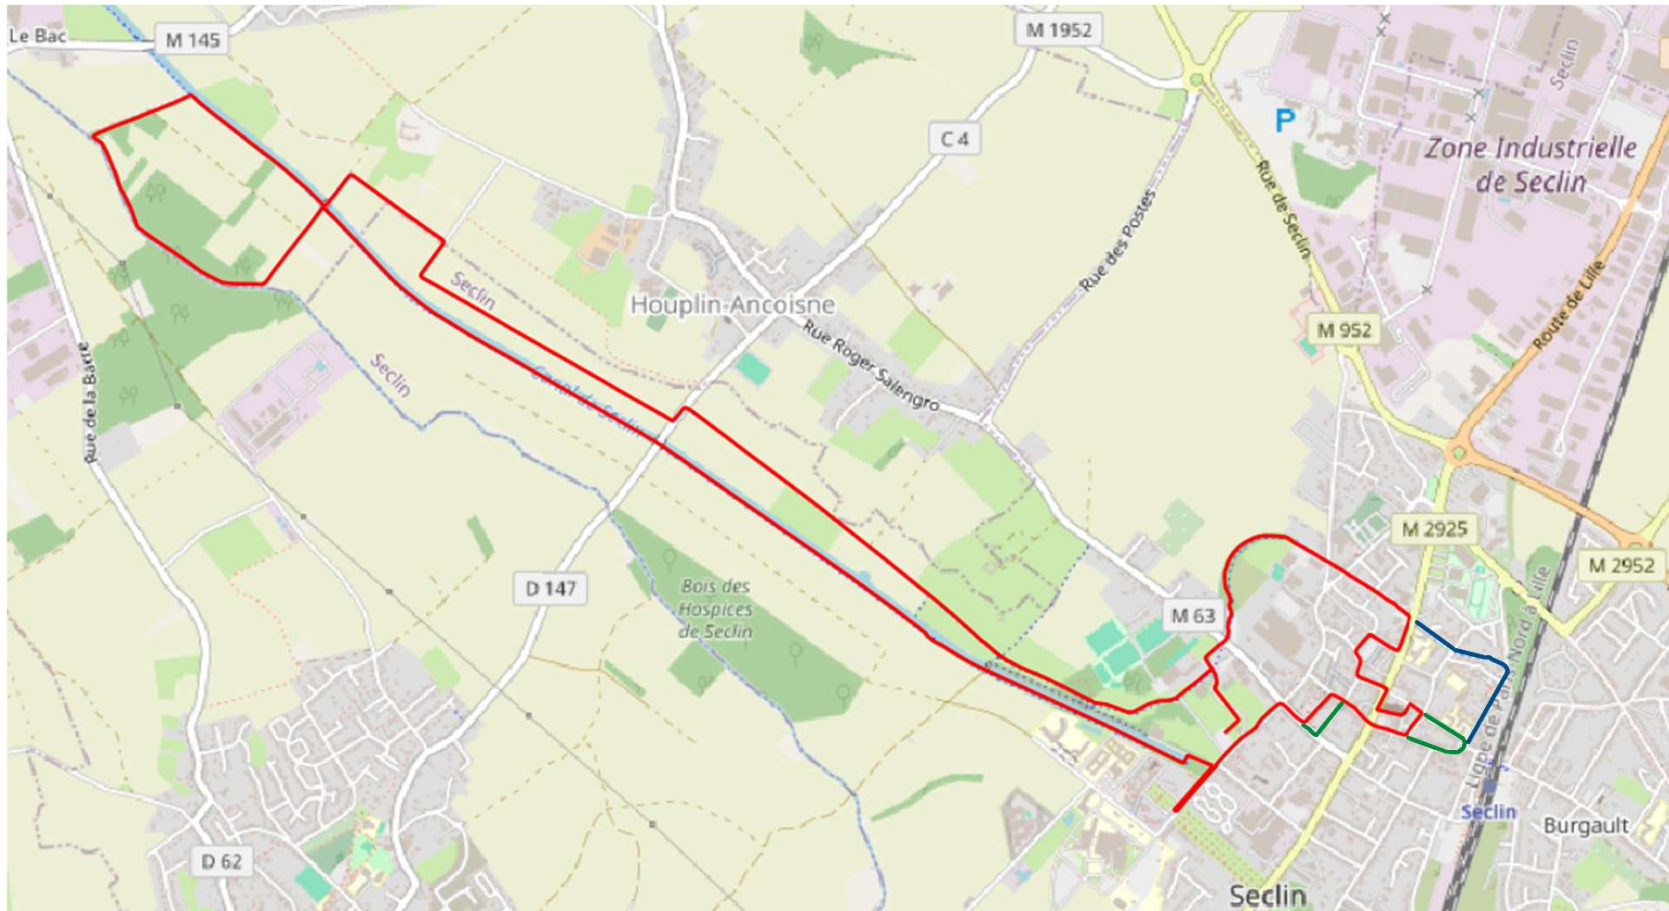 Le Bac
M 145
M 1952
Seclin
P
C 4
Zone Industrielle
de Seclin
Rue de Seclin
Rue des Postes
Seclin
Houplin-Ancoisne
Route de Lille
M 952
Rue Roger Salengro
Rue de la Barre
Seclin
Canal de Seclin
M 2925
M 2952
D 147
Bois des
Hospices
de Seclin
M 63
Ligne de Paris-Nord à Lille
Seclin
Burgault
D 62
Seclin